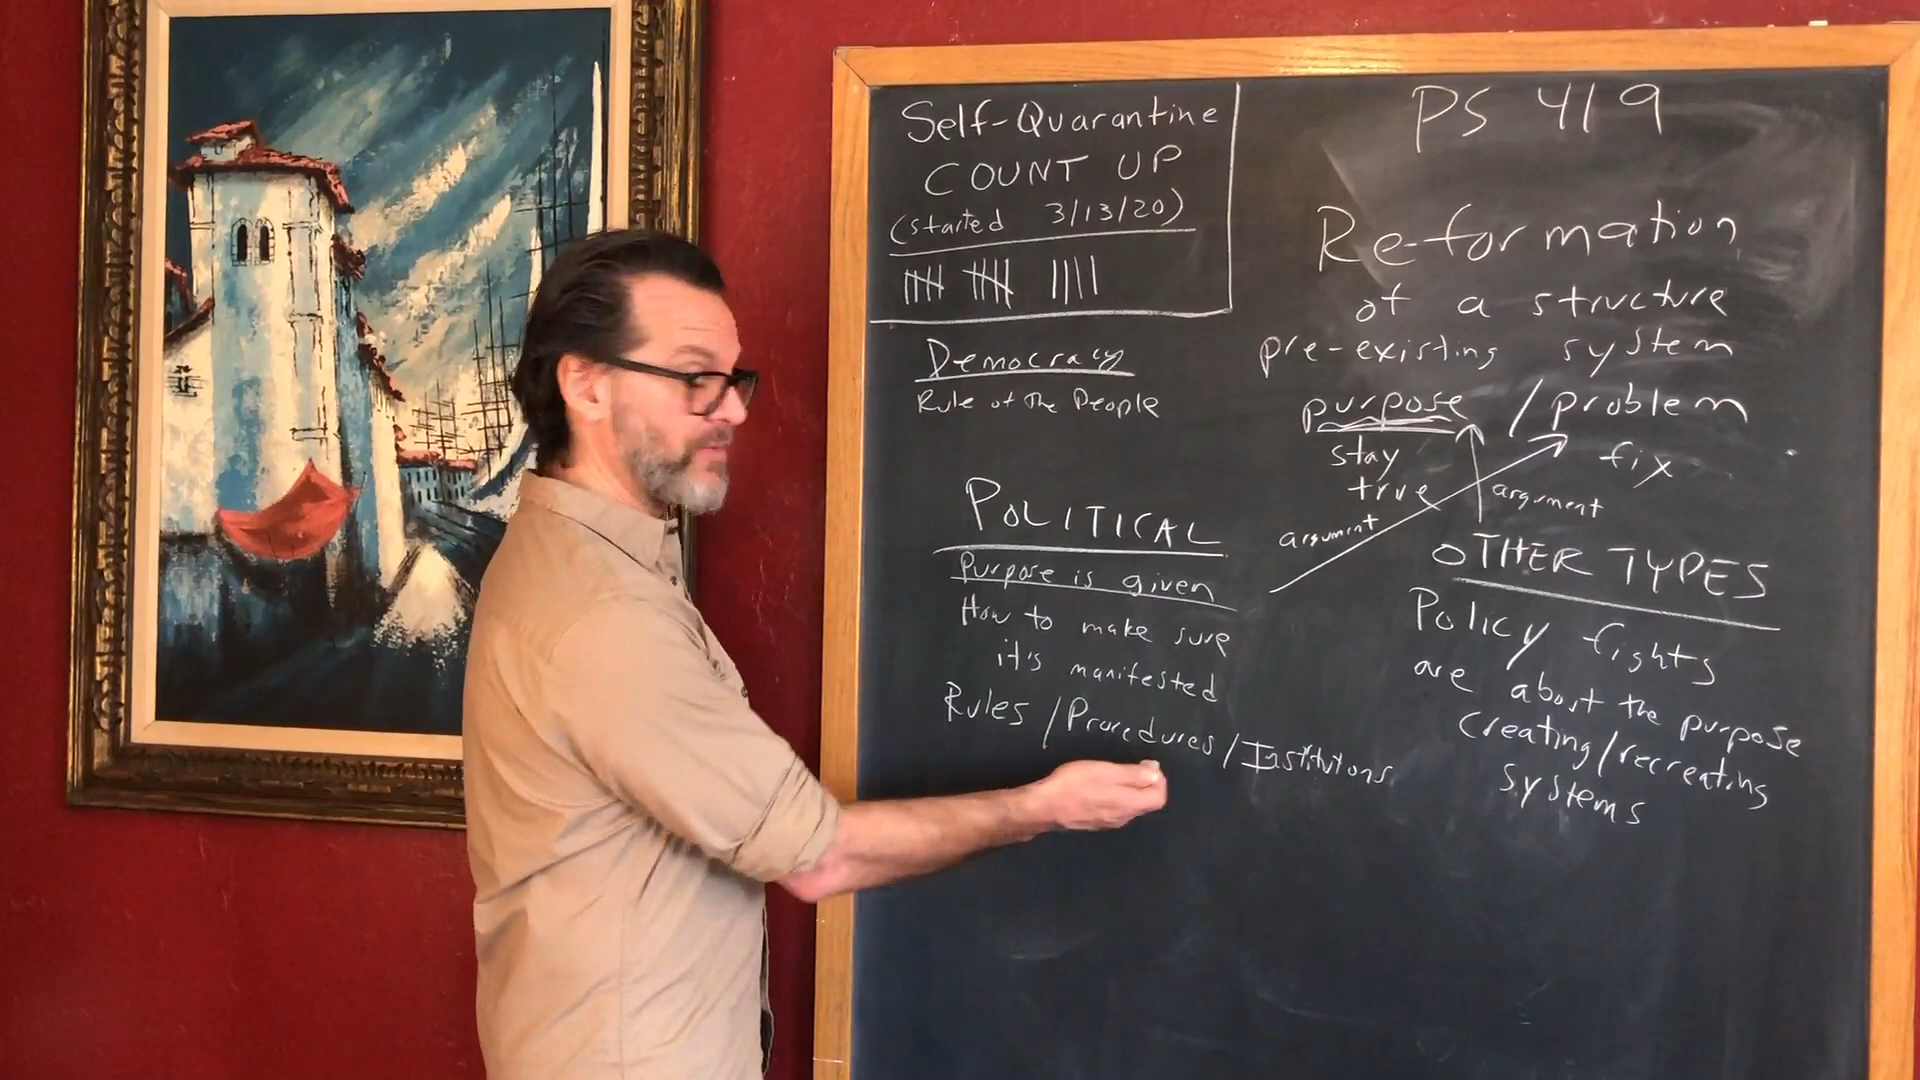 Self-Quarantine
COUNT UP
(started 3/13/20)
Democracy
Rule of the People
POLITICAL
Purpose is given
How to make sure
it's manifested
Rules / Procedures / Institutions
PS 419
Re-formation
of a structure
pre-existing system
purpose / problem
stay
true
fix
argument
argument
OTHER TYPES
Policy fights
are about the purpose
creating/recreating
systems